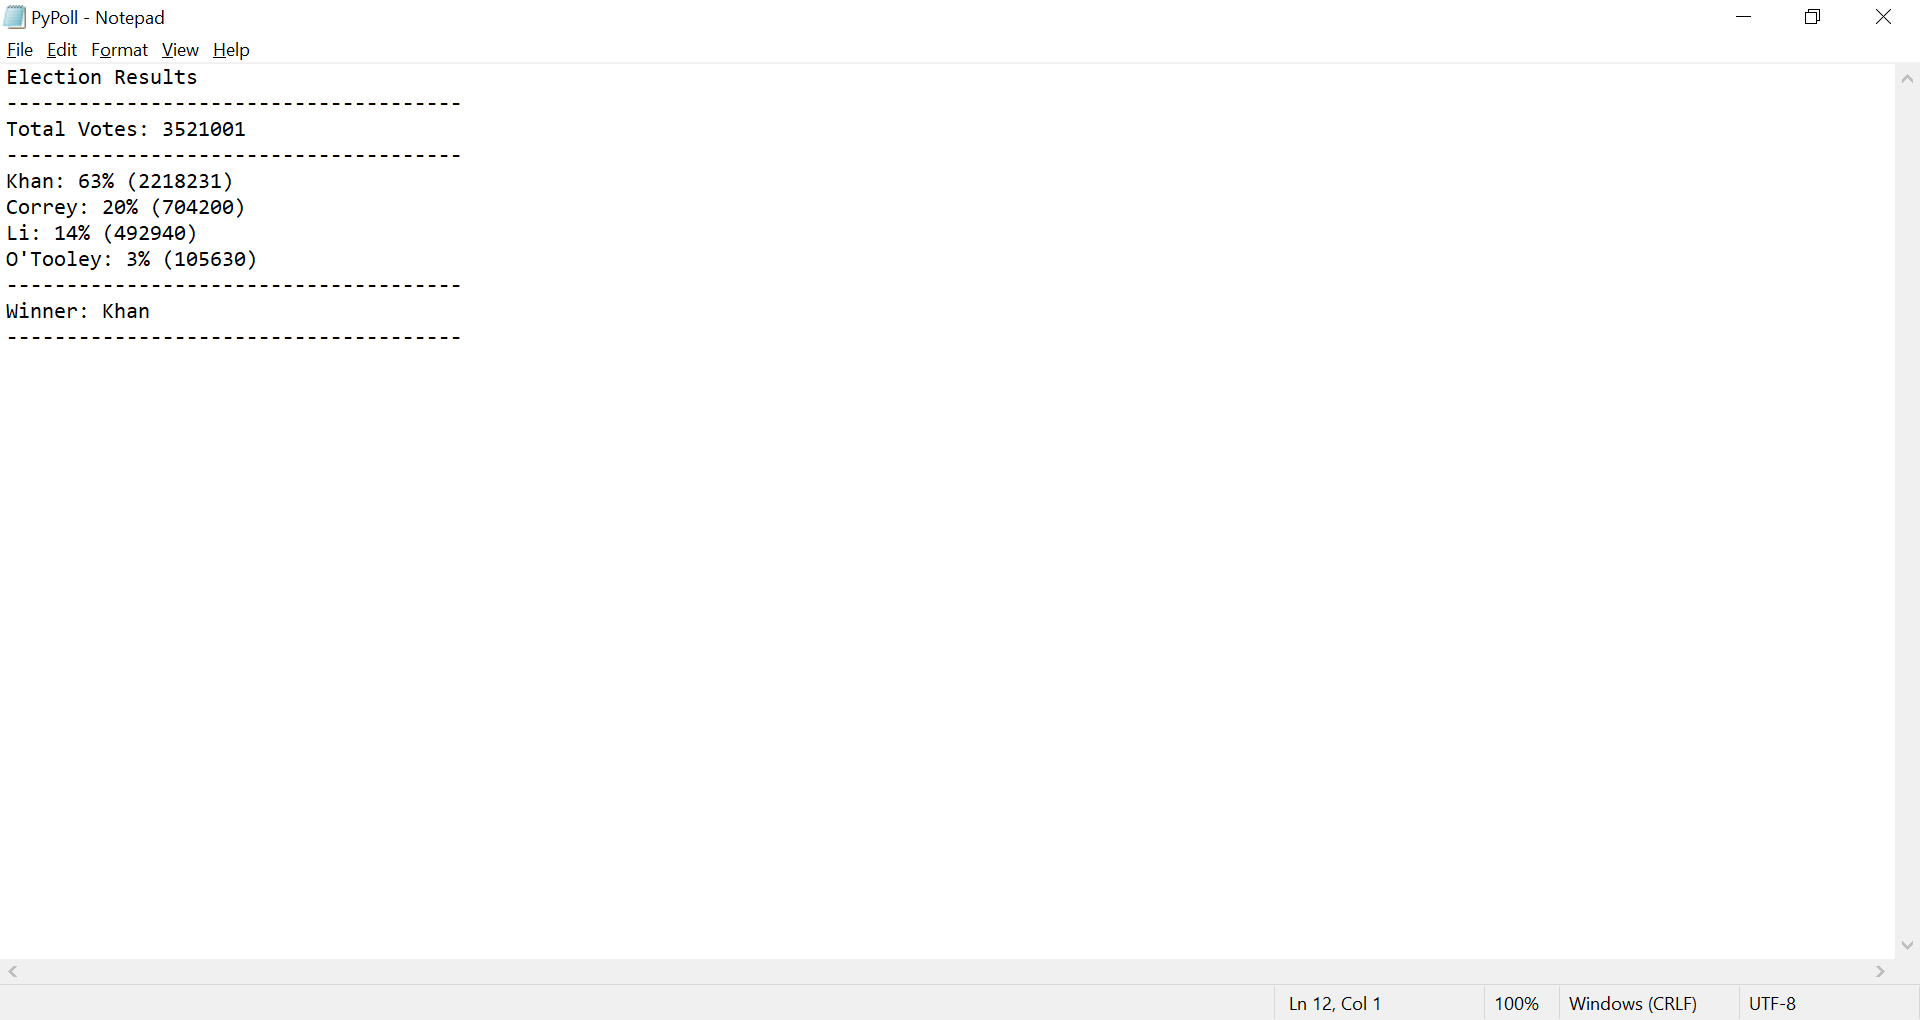 PyPoll - Notepad
File Edit Format View Help
Election Results
--------------------------------------
Total Votes: 3521001
--------------------------------------
Khan: 63% (2218231)
Correy: 20% (704200)
Li: 14% (492940)
O'Tooley: 3% (105630)
--------------------------------------
Winner: Khan
--------------------------------------
Ln 12, Col 1 100% Windows (CRLF) UTF-8